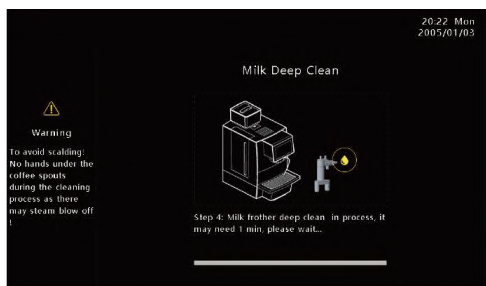 20:22 Mon
2005/01/03
Milk Deep Clean
Warning
To avoid scalding!
No hands under the
coffee spouts
during the cleaning
process as there
may steam blow off
!
Step 4: Milk frother deep clean in process, it
may need 1 min, please wait...